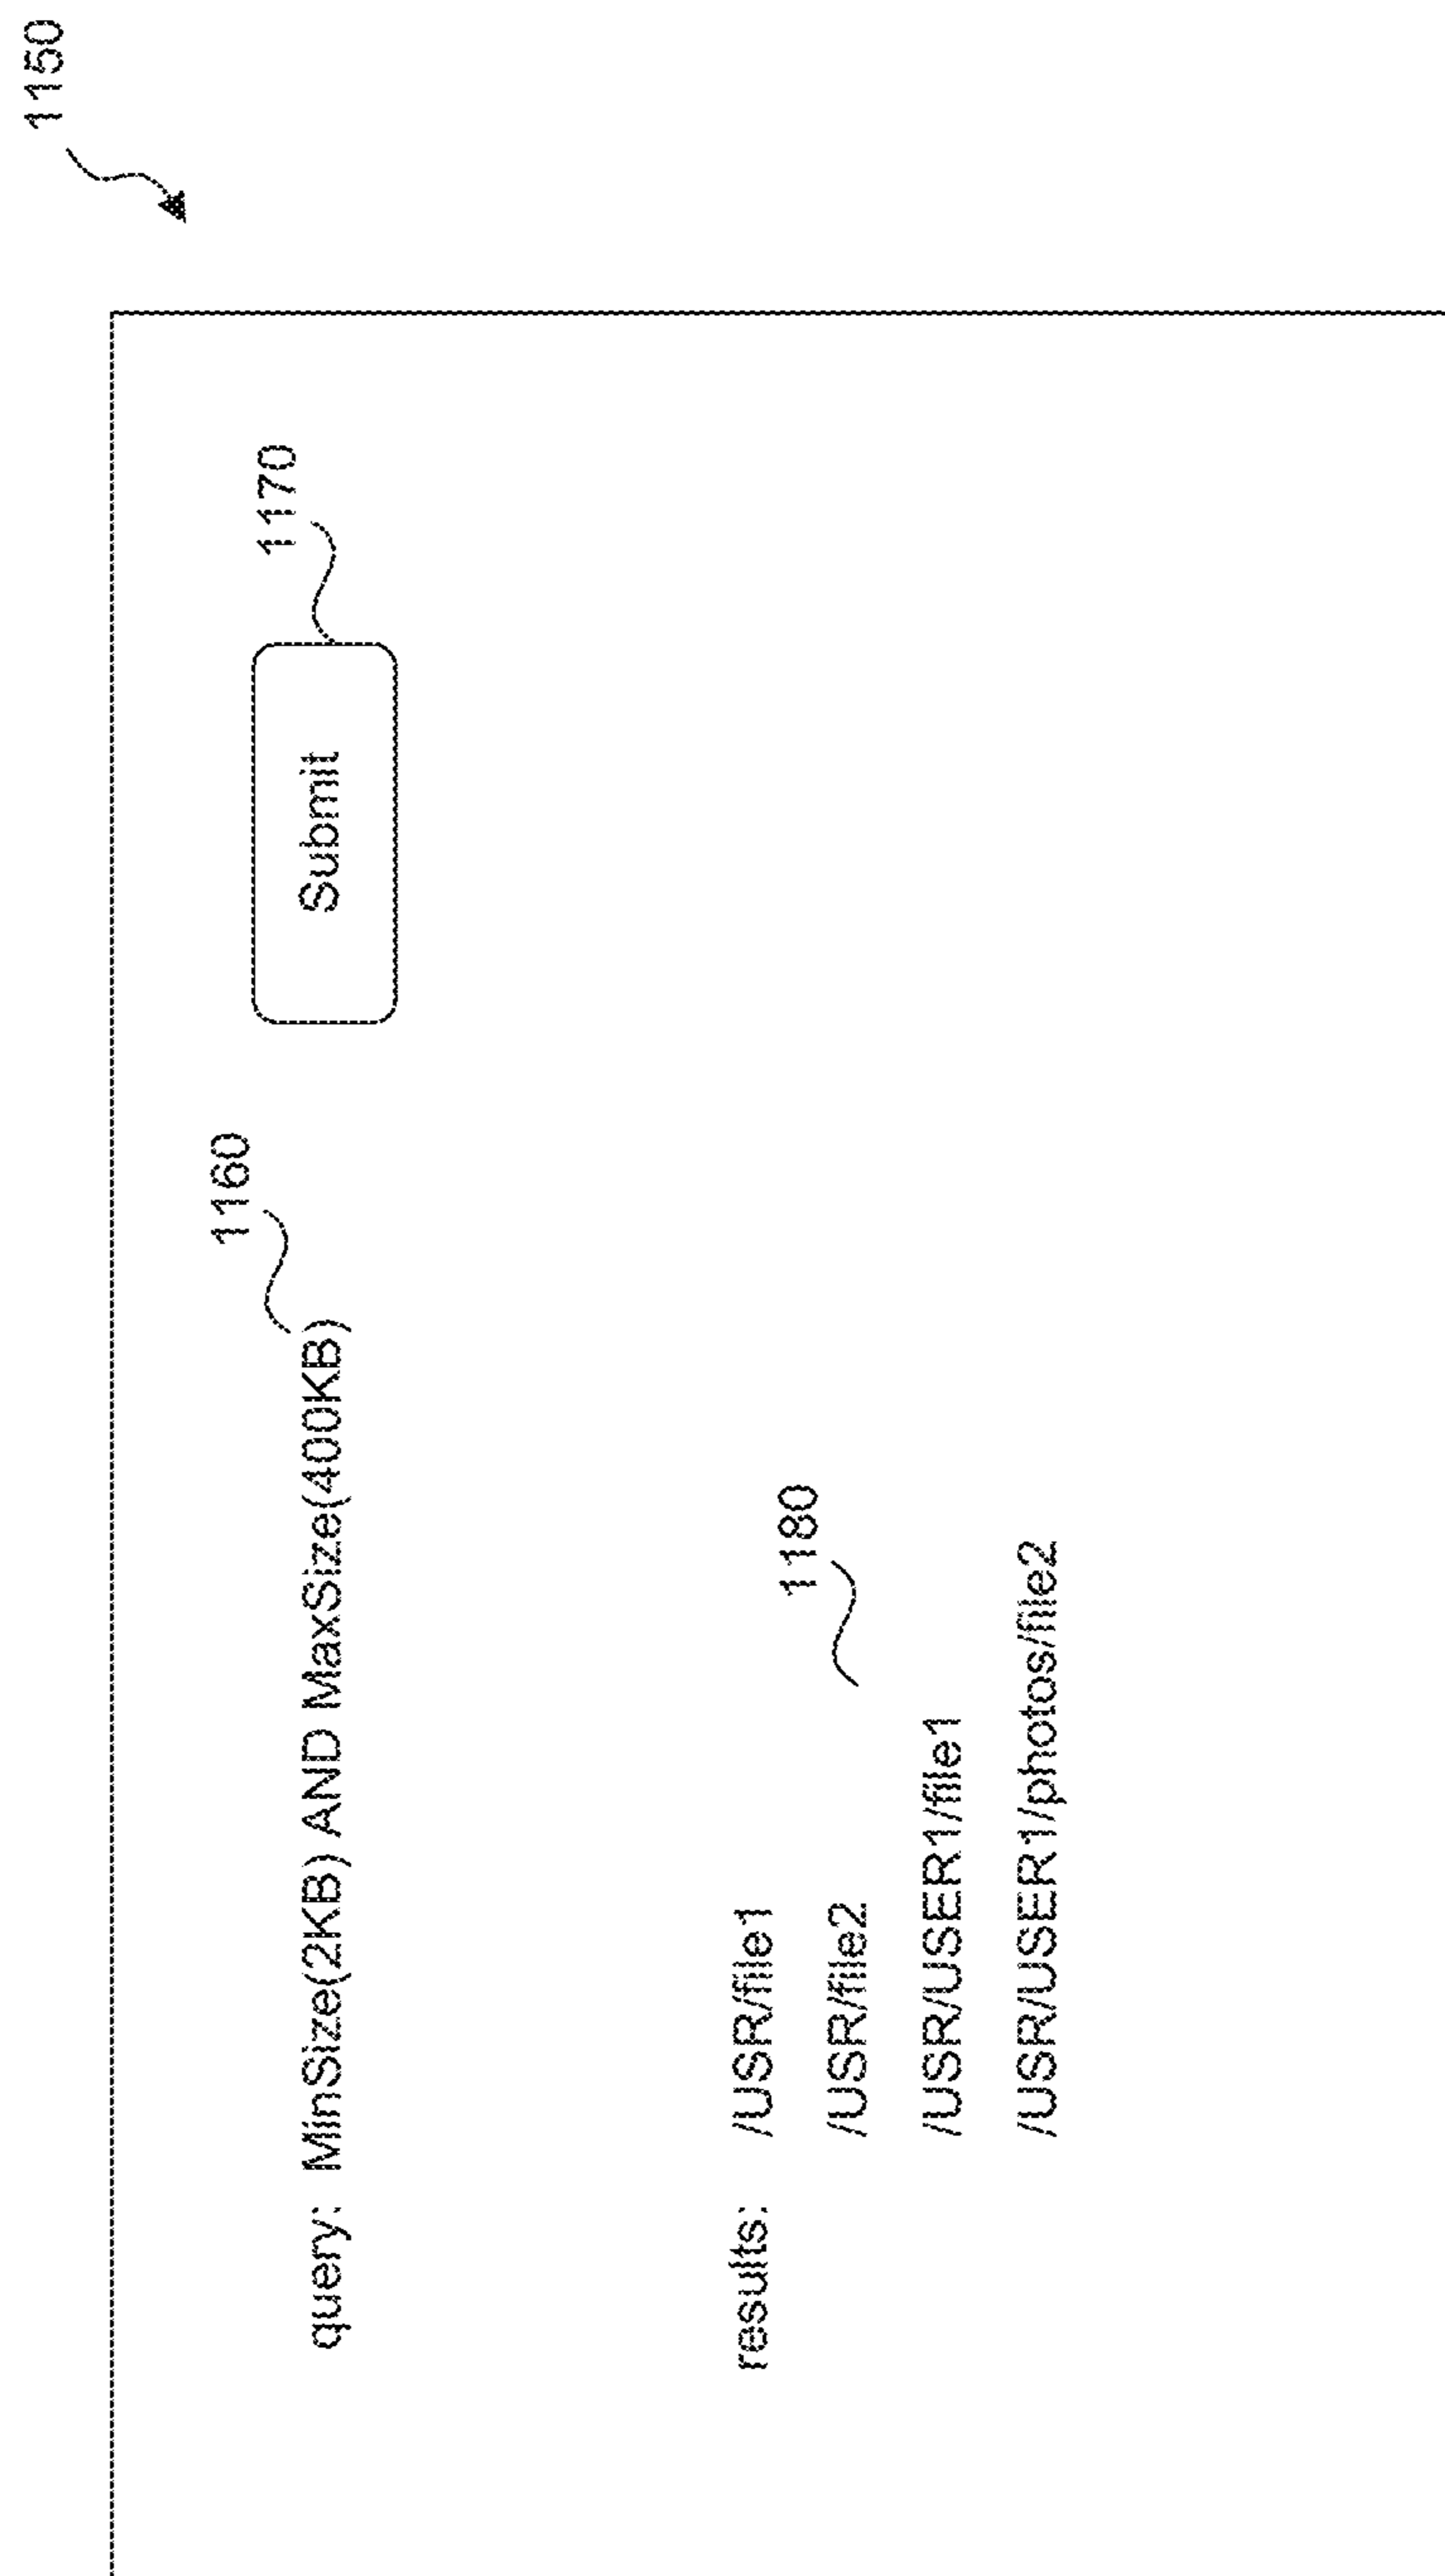 1150
1170
1160
query: MinSize(2KB) AND MaxSize(400KB)
Submit
1180
results: /USR/file1
/USR/file2
/USR/USER1/file1
/USR/USER1/photos/file2